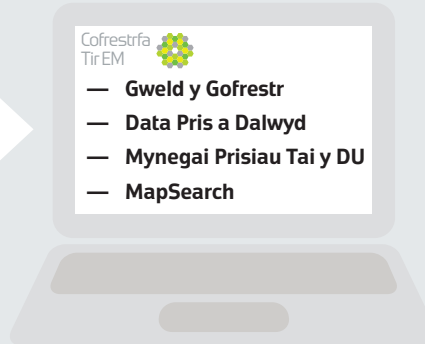 Cofrestrfa
Tir EM
— Gweld y Gofrestr
— Data Pris a Dalwyd
— Mynegai Prisiau Tai y DU
— MapSearch